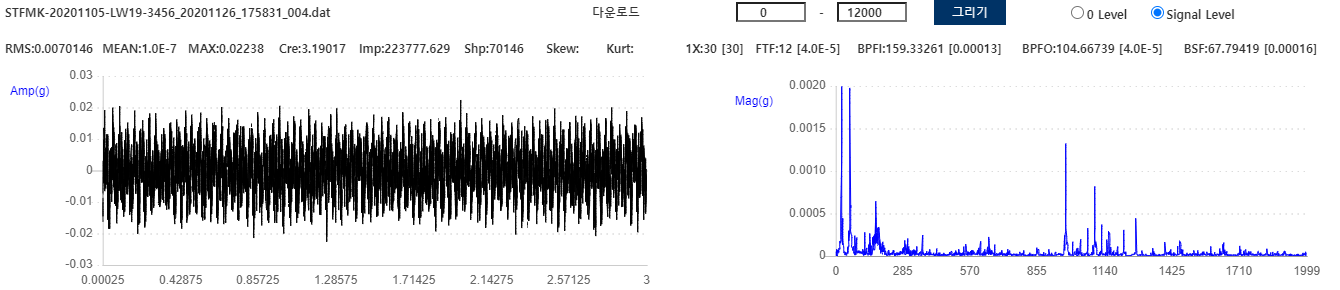 STFMK-20201105-LW19-3456_20201126_175831_004.dat 다운로드
0 - 12000 그리기 0 Level Signal Level
RMS:0.0070146 MEAN:1.0E-7 MAX:0.02238 Cre:3.19017 Imp:223777.629 Shp:70146 Skew: Kurt:
1X:30 [30] FTF:12 [4.0E-5] BPFI:159.33261 [0.00013] BPFO:104.66739 [4.0E-5] BSF:67.79419 [0.00016]
Amp(g)
0.03
0.02
0.01
0
-0.01
-0.02
-0.03
0.00025 0.42875 0.85725 1.28575 1.71425 2.14275 2.57125 3
Mag(g)
0.0020
0.0015
0.0010
0.0005
0
0 285 570 855 1140 1425 1710 1999